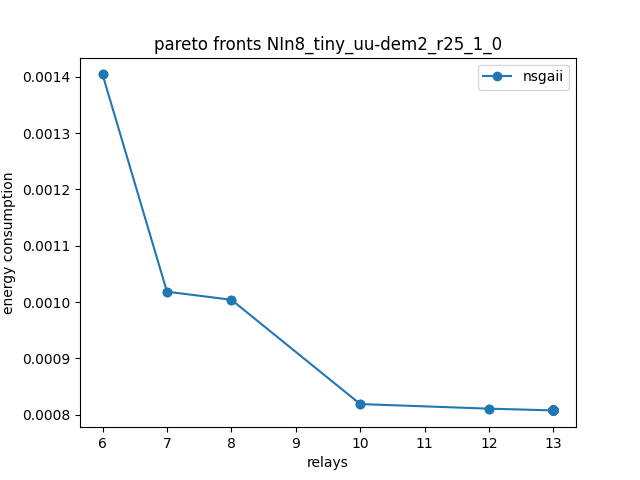 pareto fronts NIn8_tiny_uu-dem2_r25_1_0
nsgaii
0.0014
0.0013
0.0012
0.0011
0.0010
0.0009
0.0008
energy consumption
6 7 8 9 10 11 12 13
relays